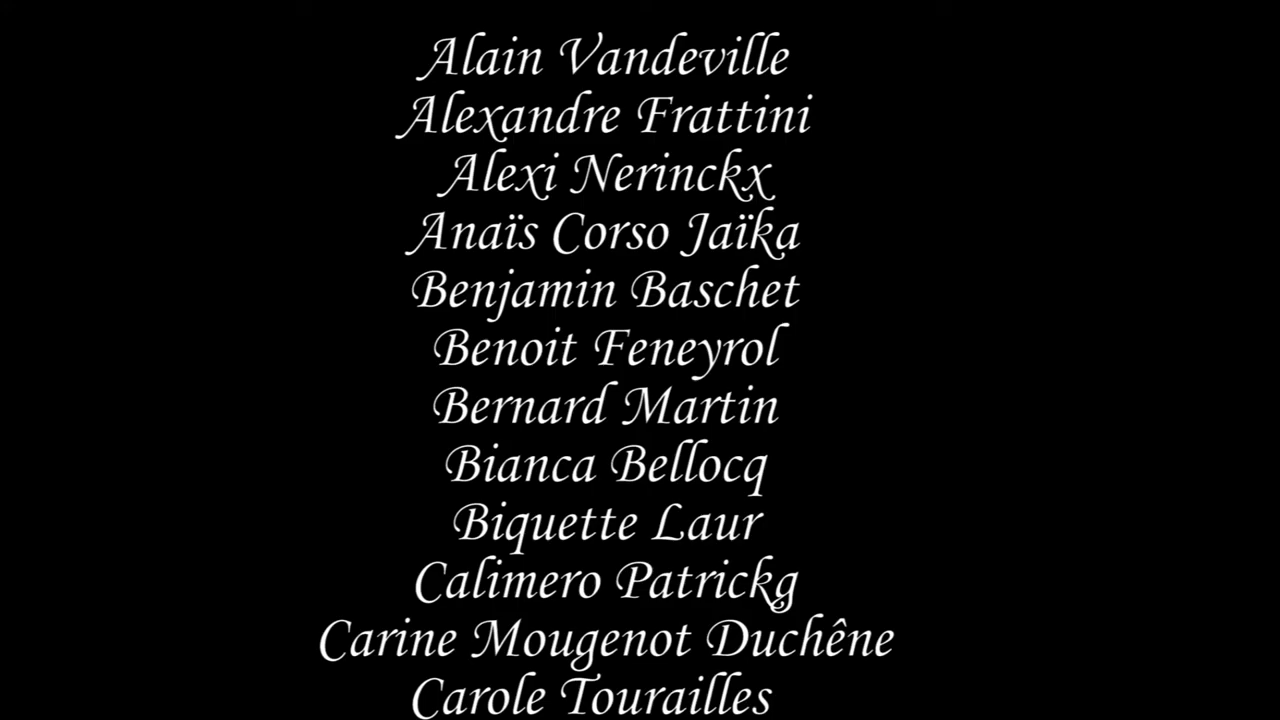 Alain Vandeville
Alexandre Frattini
Alexi Nerinckx
Anaïs Corso Jaïka
Benjamin Baschet
Benoit Feneyrol
Bernard Martin
Bianca Bellocq
Biquette Laur
Calimero Patrickg
Carine Mougenot Duchêne
Carole Tourailles